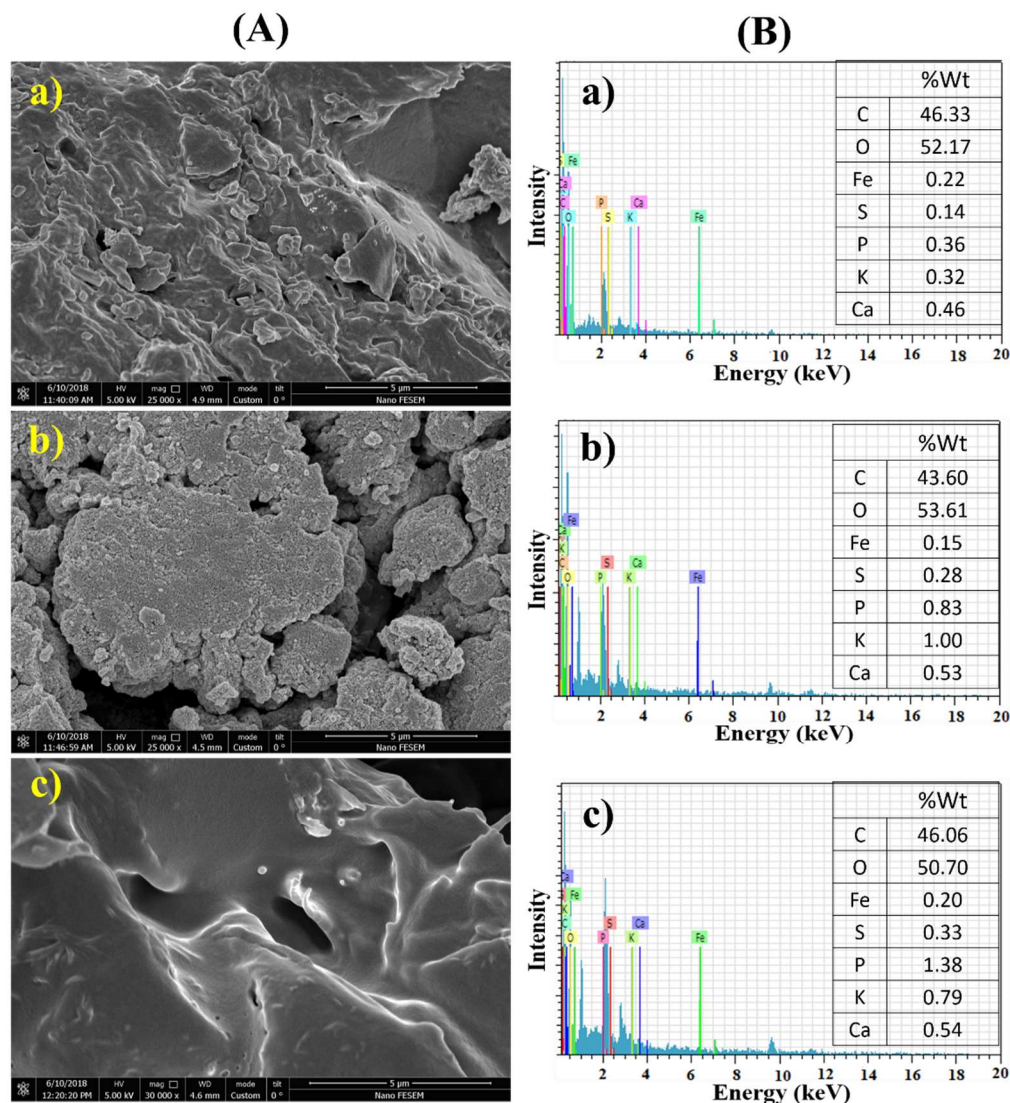 (A)
(B)
a)
6/10/2018 HV mag □ WD mode tilt 5 μm
11:40:09 AM 5.00 kV 25 000 x 4.9 mm Custom 0 ° Nano FESEM
b)
6/10/2018 HV mag □ WD mode tilt 5 μm
11:46:59 AM 5.00 kV 25 000 x 4.5 mm Custom 0 ° Nano FESEM
c)
6/10/2018 HV mag □ WD mode tilt 5 μm
12:20:20 PM 5.00 kV 30 000 x 4.6 mm Custom 0 ° Nano FESEM
a)
%Wt
C 46.33
O 52.17
Fe 0.22
S 0.14
P 0.36
K 0.32
Ca 0.46
Fe
Ca
C P Ca
O S K Fe
Intensity
2 4 6 8 10 12 14 16 18 20
Energy (keV)
b)
%Wt
C 43.60
O 53.61
Fe 0.15
S 0.28
P 0.83
K 1.00
Ca 0.53
Fe
Ca
K
C S Ca
O P K Fe
Intensity
2 4 6 8 10 12 14 16 18 20
Energy (keV)
c)
%Wt
C 46.06
O 50.70
Fe 0.20
S 0.33
P 1.38
K 0.79
Ca 0.54
Ca
Fe
K
C S Ca
O P K Fe
Intensity
2 4 6 8 10 12 14 16 18 20
Energy (keV)